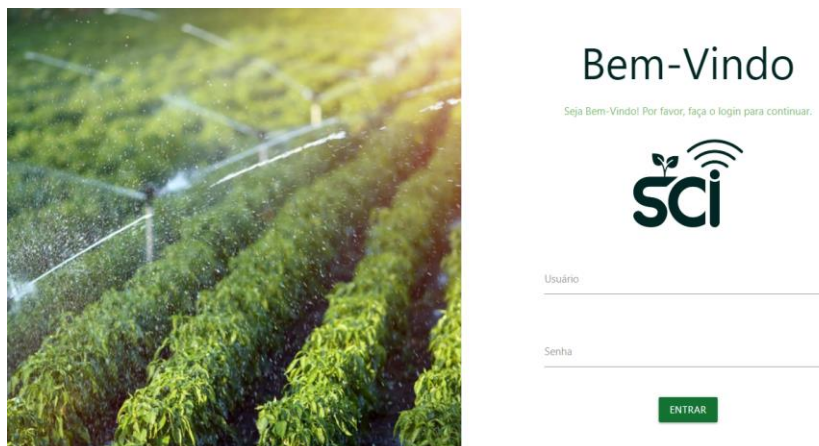 Bem-Vindo
Seja Bem-Vindo! Por favor, faça o login para continuar.
SCI
Usuário
Senha
ENTRAR